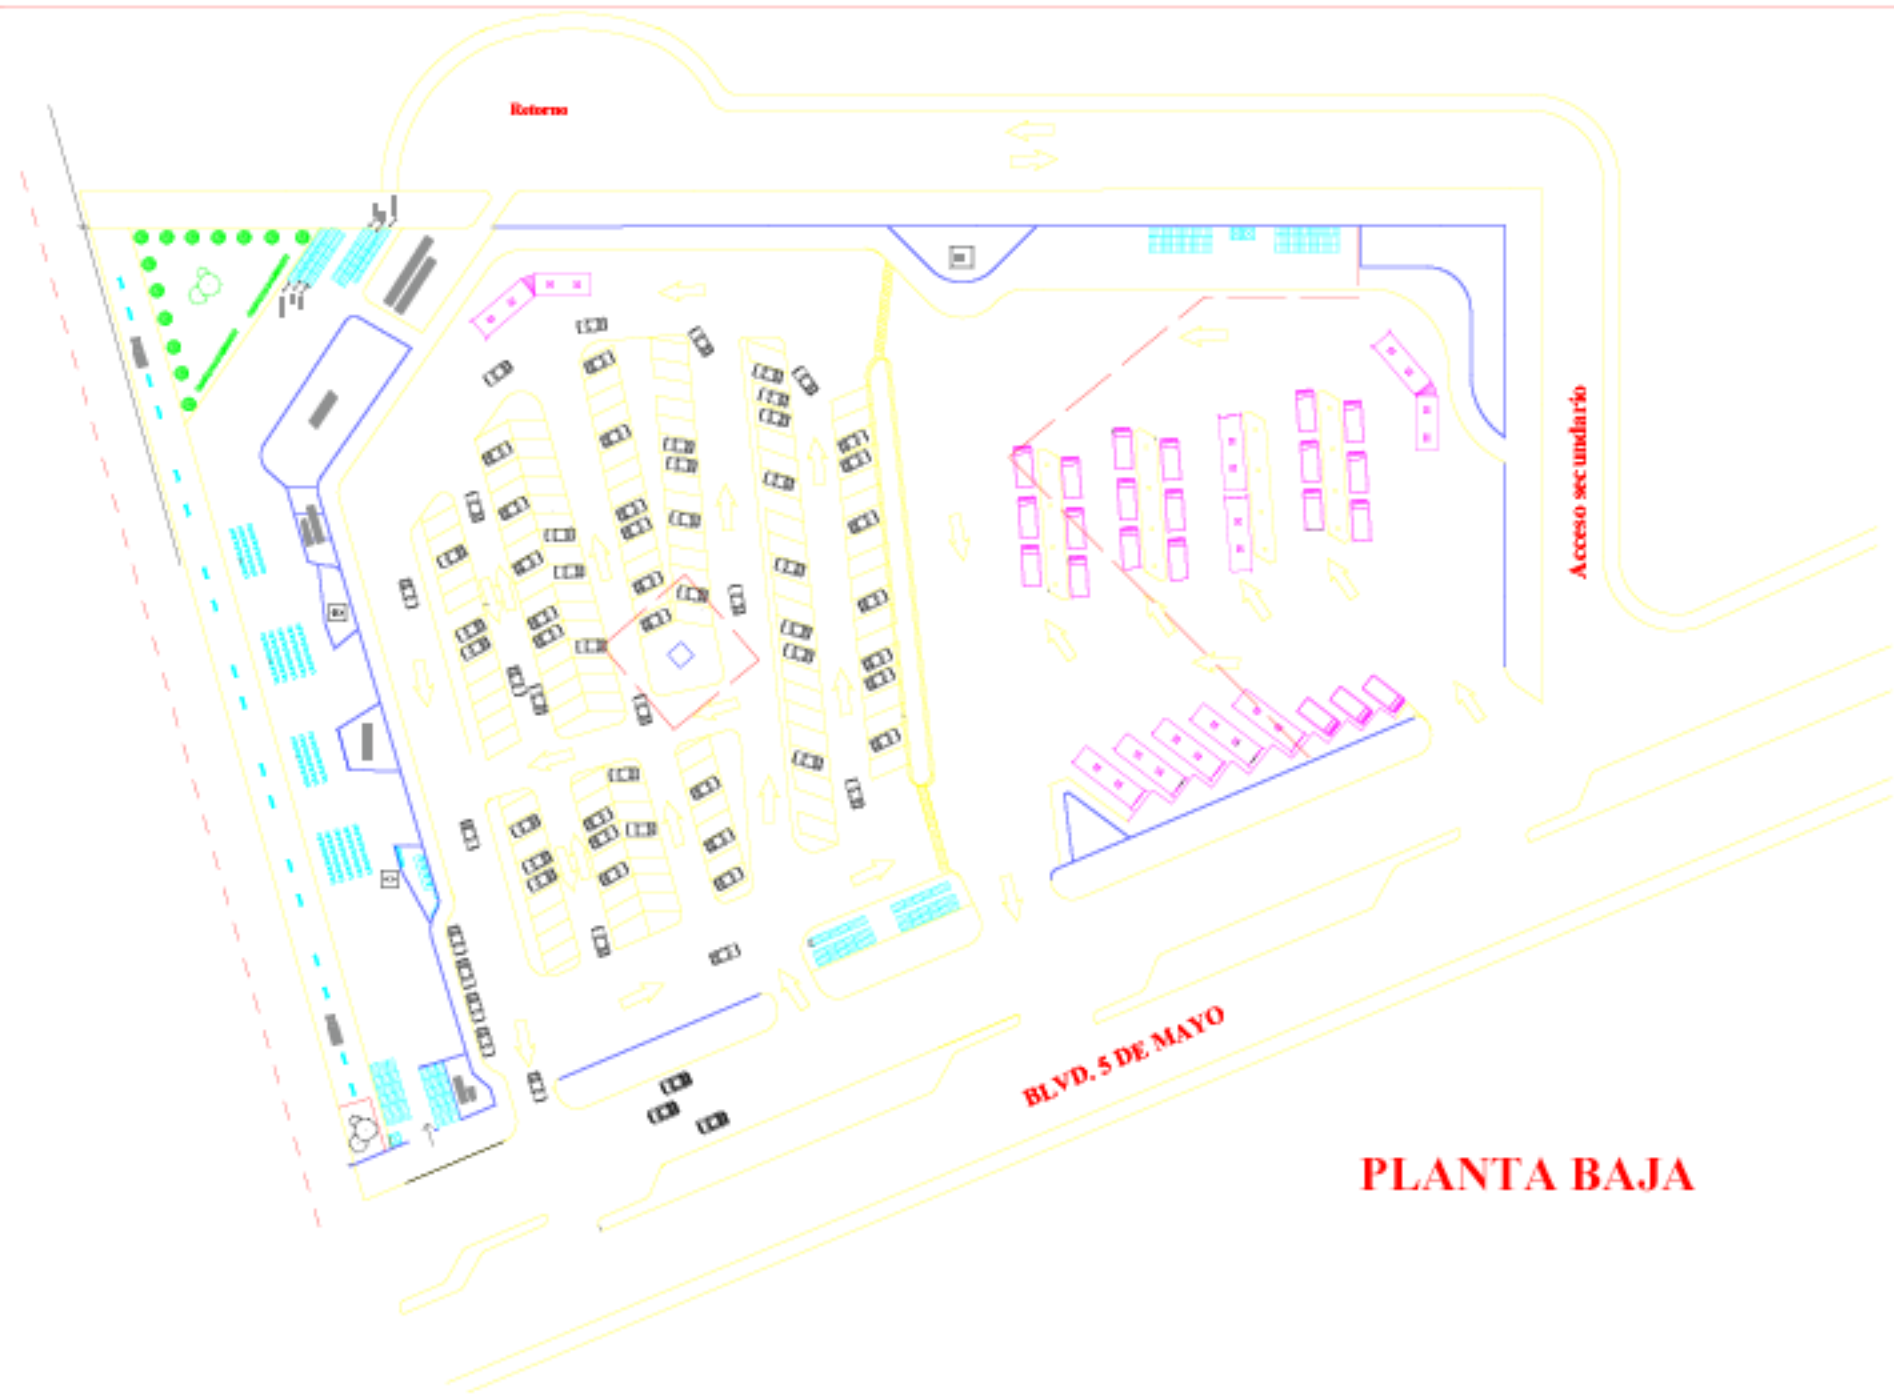 Retorno
Acceso secundario
BLVD. 5 DE MAYO
PLANTA BAJA